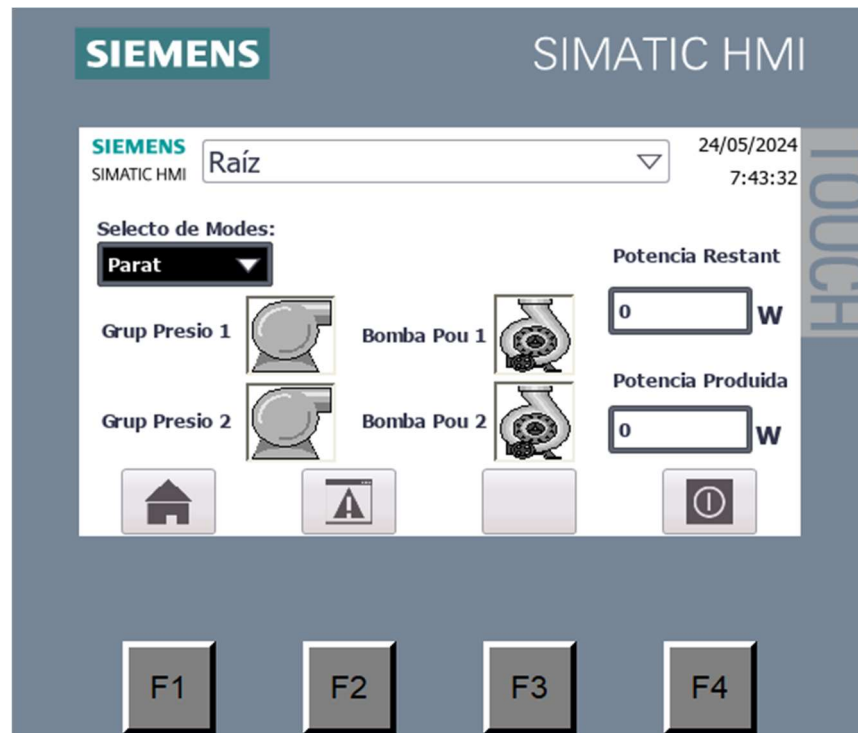 SIEMENS
SIMATIC HMI
TOUCH
SIEMENS
SIMATIC HMI
Raíz
24/05/2024
7:43:32
Selecto de Modes:
Parat
Potencia Restant
0 W
Grup Presio 1
Bomba Pou 1
Potencia Produida
0 W
Grup Presio 2
Bomba Pou 2
F1
F2
F3
F4